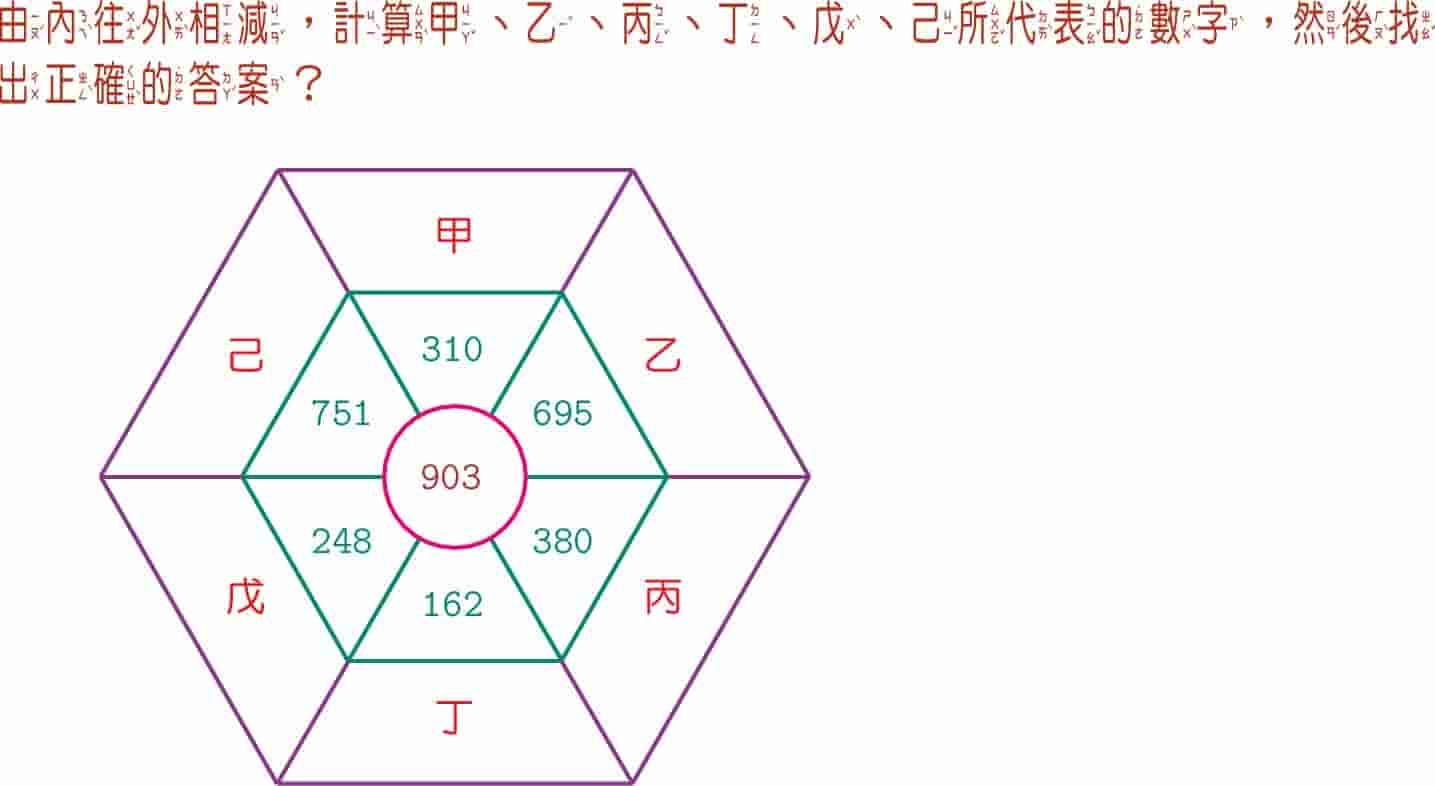 由內往外相減，計算甲、乙、丙、丁、戊、己所代表的數字，然後找
出正確的答案？
甲
己
310
乙
751
695
903
248
380
戊
162
丙
丁